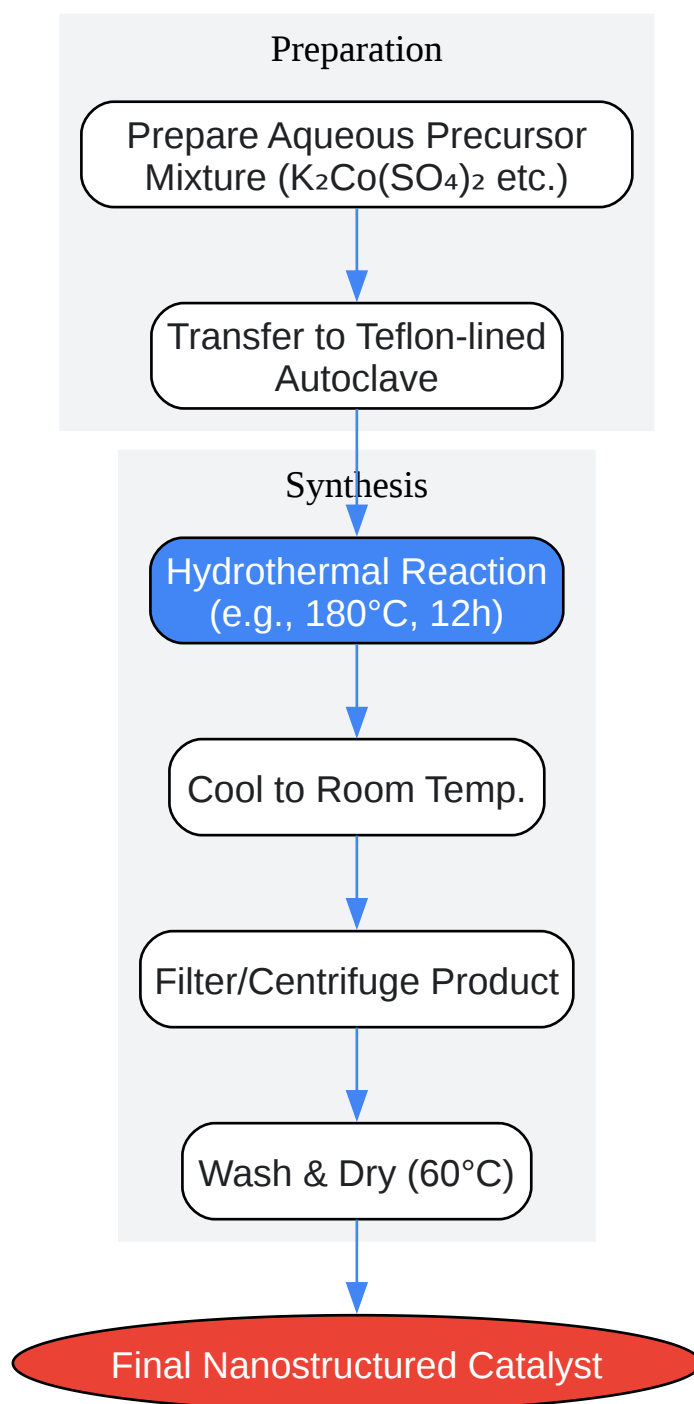 Preparation
Prepare Aqueous Precursor
Mixture (K₂Co(SO₄)₂ etc.)
Transfer to Teflon-lined
Autoclave
Synthesis
Hydrothermal Reaction
(e.g., 180°C, 12h)
Cool to Room Temp.
Filter/Centrifuge Product
Wash & Dry (60°C)
Final Nanostructured Catalyst